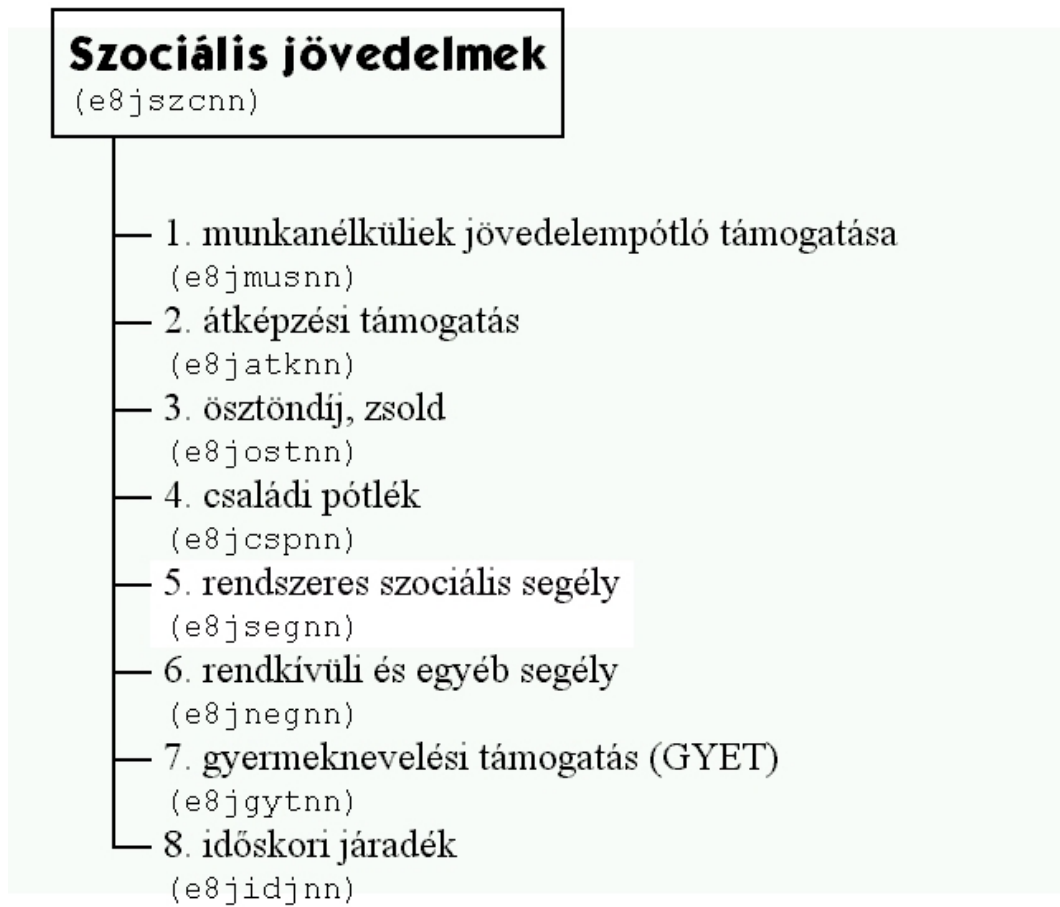 Szociális jövedelmek
(e8jszcnn)
1. munkanélküliek jövedelempótló támogatása
(e8jmusnn)
2. átképzési támogatás
(e8jatknn)
3. ösztöndíj, zsold
(e8jostnn)
4. családi pótlék
(e8jcspnn)
5. rendszeres szociális segély
(e8jsegnn)
6. rendkívüli és egyéb segély
(e8jnegnn)
7. gyermeknevelési támogatás (GYET)
(e8jgytnn)
8. időskori járadék
(e8jidjnn)